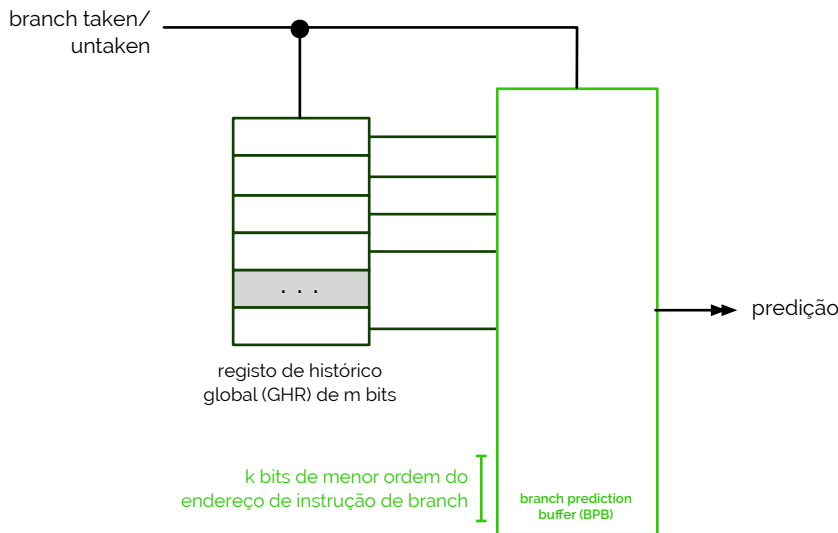 branch taken/
untaken
. . .
predição
registo de histórico
global (GHR) de m bits
k bits de menor ordem do
endereço de instrução de branch
branch prediction
buffer (BPB)